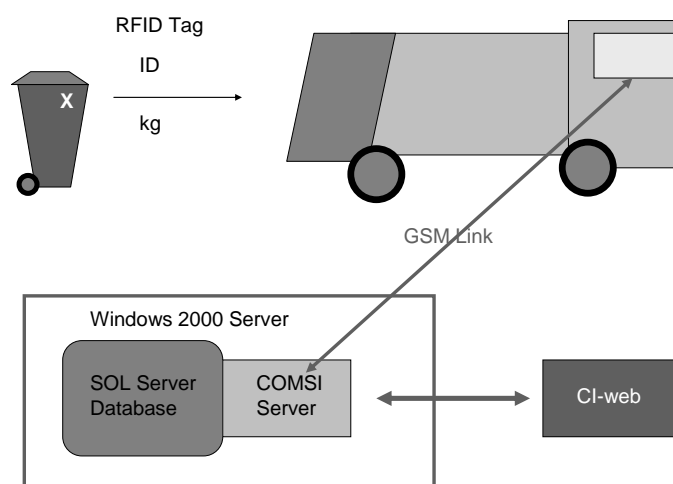 RFID Tag
ID
X
kg
GSM Link
Windows 2000 Server
SOL Server
Database
COMSI
Server
CI-web